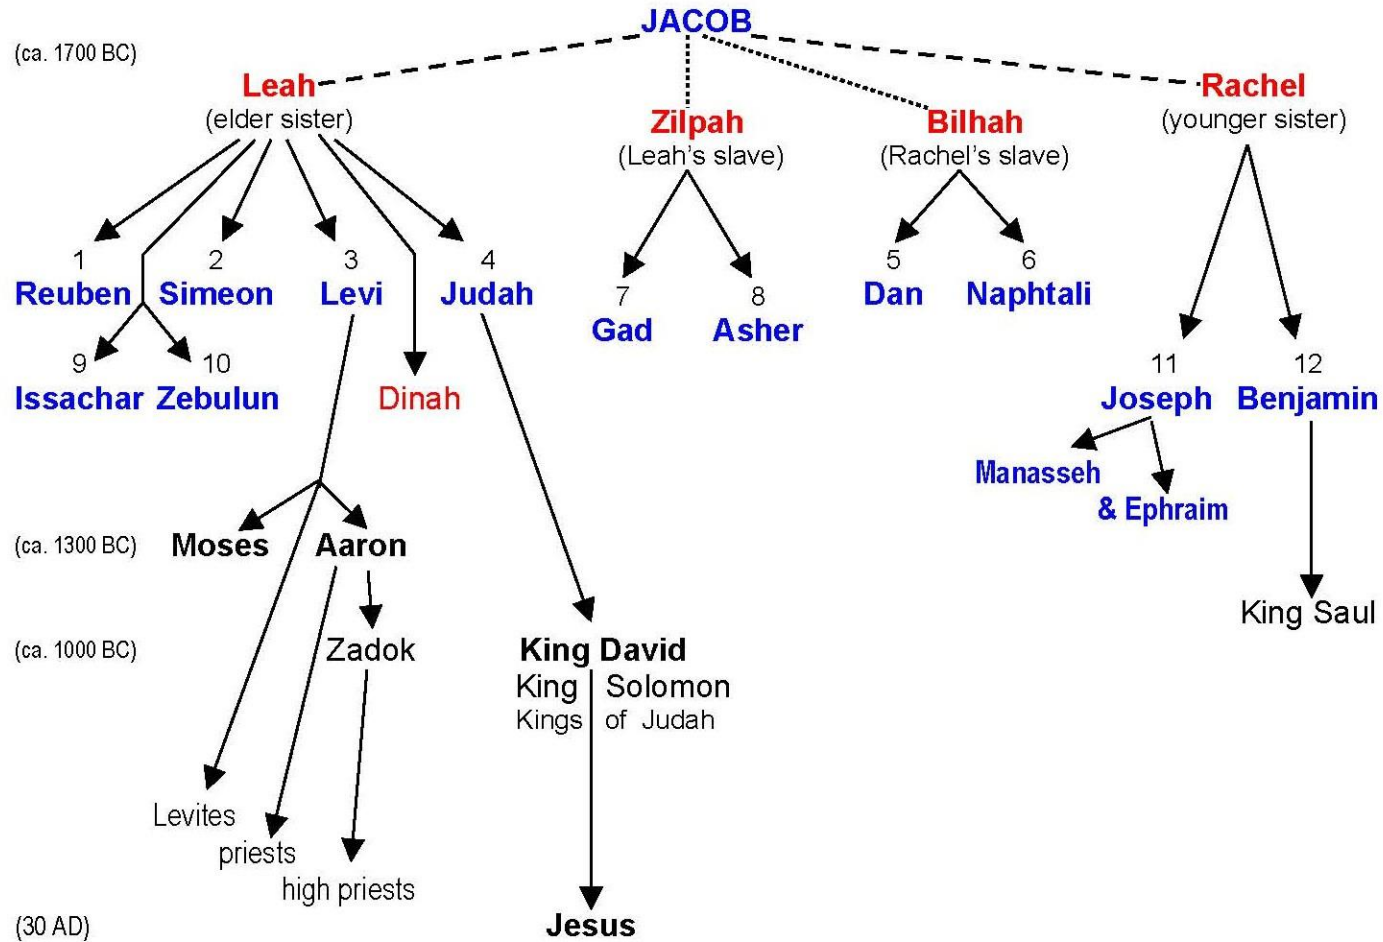 JACOB
(ca. 1700 BC)
Leah
(elder sister)
Zilpah
(Leah's slave)
Bilhah
(Rachel's slave)
Rachel
(younger sister)
1
Reuben
2
Simeon
3
Levi
4
Judah
7
Gad
8
Asher
5
Dan
6
Naphtali
9
Issachar
10
Zebulun
Dinah
11
Joseph
12
Benjamin
Manasseh
& Ephraim
(ca. 1300 BC)
Moses
Aaron
King Saul
(ca. 1000 BC)
Zadok
King David
King Solomon
Kings of Judah
Levites
priests
high priests
(30 AD)
Jesus